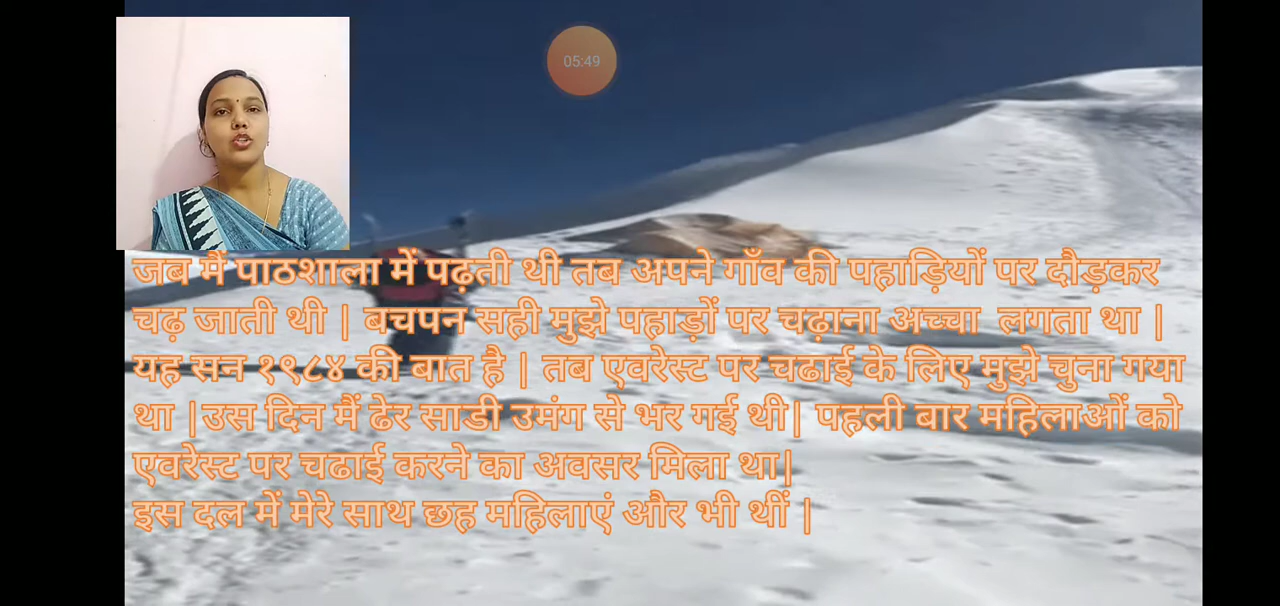 05:49
जब मैं पाठशाला में पढ़ती थी तब अपने गाँव की पहाड़ियों पर दौड़कर
चढ़ जाती थी | बचपन सही मुझे पहाड़ों पर चढ़ाना अच्चा लगता था |
यह सन १९८४ की बात है | तब एवरेस्ट पर चढाई के लिए मुझे चुना गया
था |उस दिन मैं ढेर साडी उमंग से भर गई थी| पहली बार महिलाओं को
एवरेस्ट पर चढाई करने का अवसर मिला था|
इस दल में मेरे साथ छह महिलाएं और भी थीं |